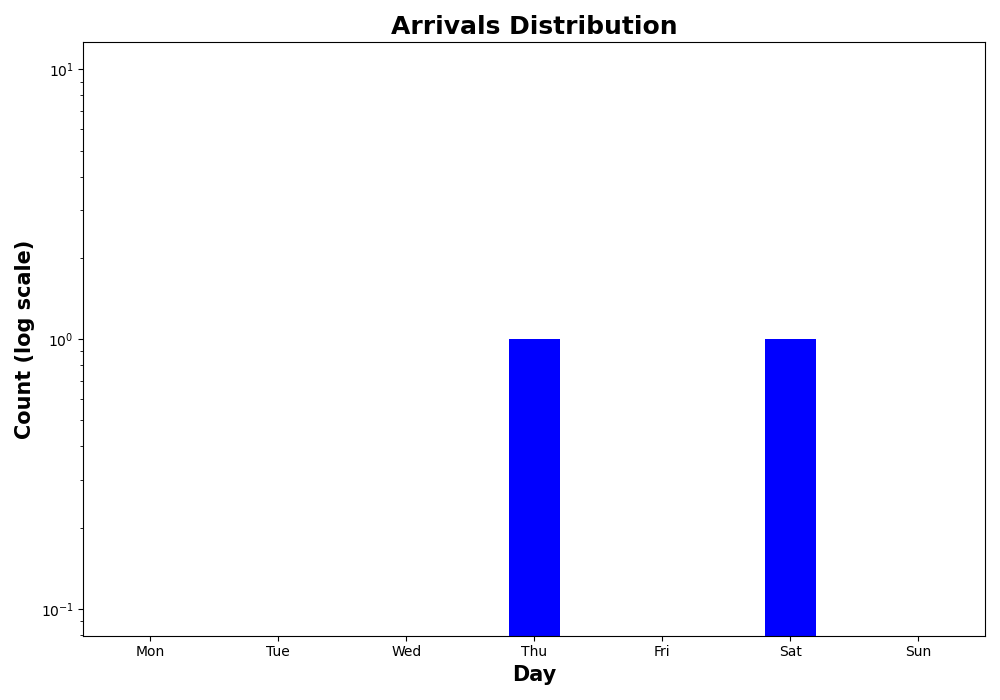 Arrivals Distribution
Count (log scale)
10¹
10⁰
10⁻¹
Mon Tue Wed Thu Fri Sat Sun
Day